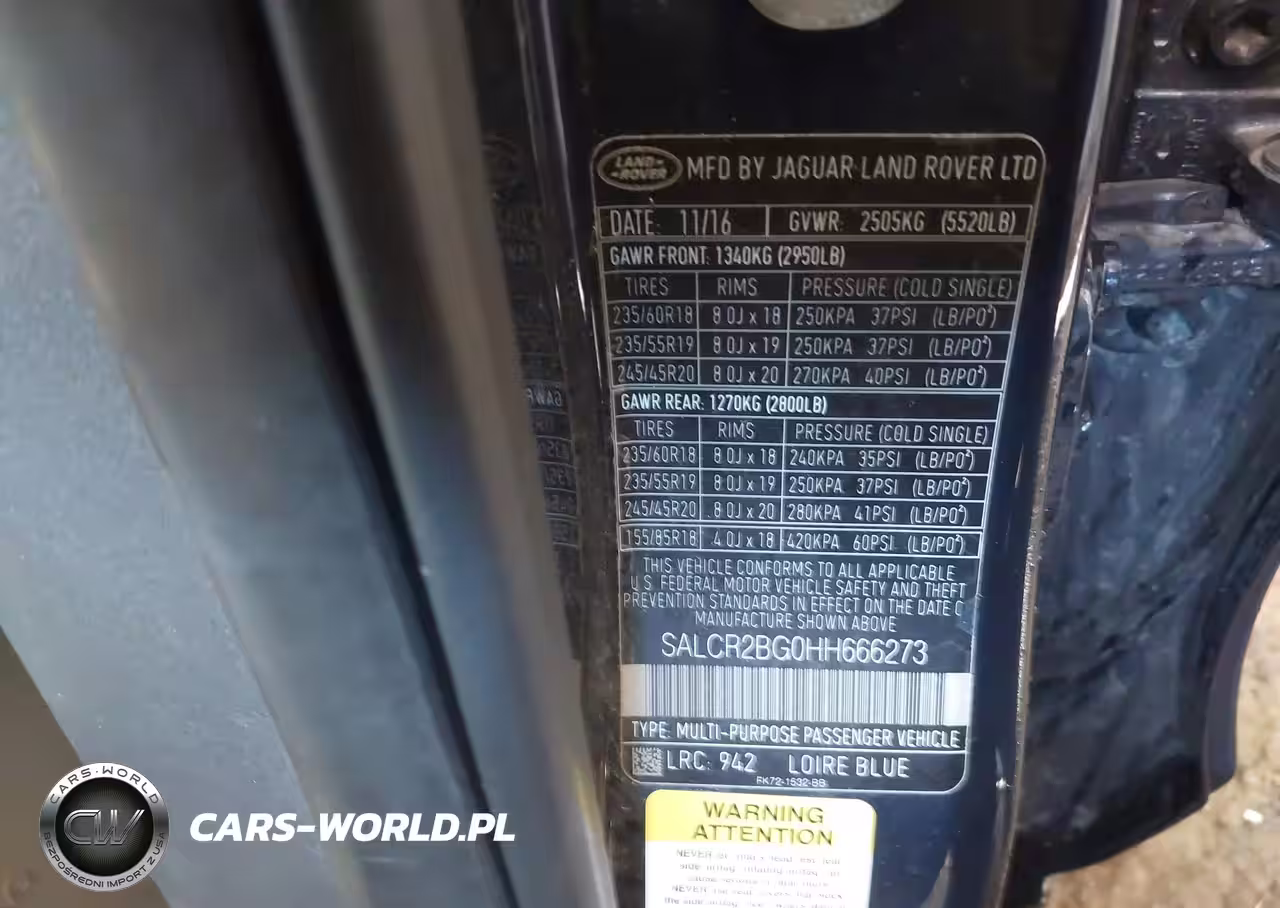 LAND-
-ROVER
MFD BY JAGUAR LAND ROVER LTD
DATE: 11/16 GVWR: 2505KG (5520LB)
GAWR FRONT: 1340KG (2950LB)
TIRES RIMS PRESSURE (COLD SINGLE)
235/60R18 8.0J x 18 250KPA 37PSI (LB/PO²)
235/55R19 8.0J x 19 250KPA 37PSI (LB/PO²)
245/45R20 8.0J x 20 270KPA 40PSI (LB/PO²)
GAWR REAR: 1270KG (2800LB)
TIRES RIMS PRESSURE (COLD SINGLE)
235/60R18 8.0J x 18 240KPA 35PSI (LB/PO²)
235/55R19 8.0J x 19 250KPA 37PSI (LB/PO²)
245/45R20 8.0J x 20 280KPA 41PSI (LB/PO²)
155/85R18 4.0J x 18 420KPA 60PSI (LB/PO²)
THIS VEHICLE CONFORMS TO ALL APPLICABLE
U.S. FEDERAL MOTOR VEHICLE SAFETY AND THEFT
PREVENTION STANDARDS IN EFFECT ON THE DATE O
MANUFACTURE SHOWN ABOVE
SALCR2BG0HH666273
TYPE: MULTI-PURPOSE PASSENGER VEHICLE
LRC: 942 LOIRE BLUE
FK72-1532-BB
WARNING
ATTENTION
NEVER
NEVER
CARS-WORLD
CW
BEZPOŚREDNI IMPORT Z USA
CARS-WORLD.PL